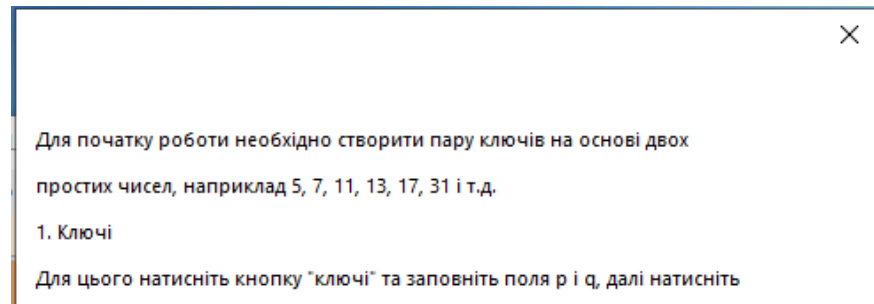 Для початку роботи необхідно створити пару ключів на основі двох
простих чисел, наприклад 5, 7, 11, 13, 17, 31 і т.д.
1. Ключі
Для цього натисніть кнопку "ключі" та заповніть поля p і q, далі натисніть